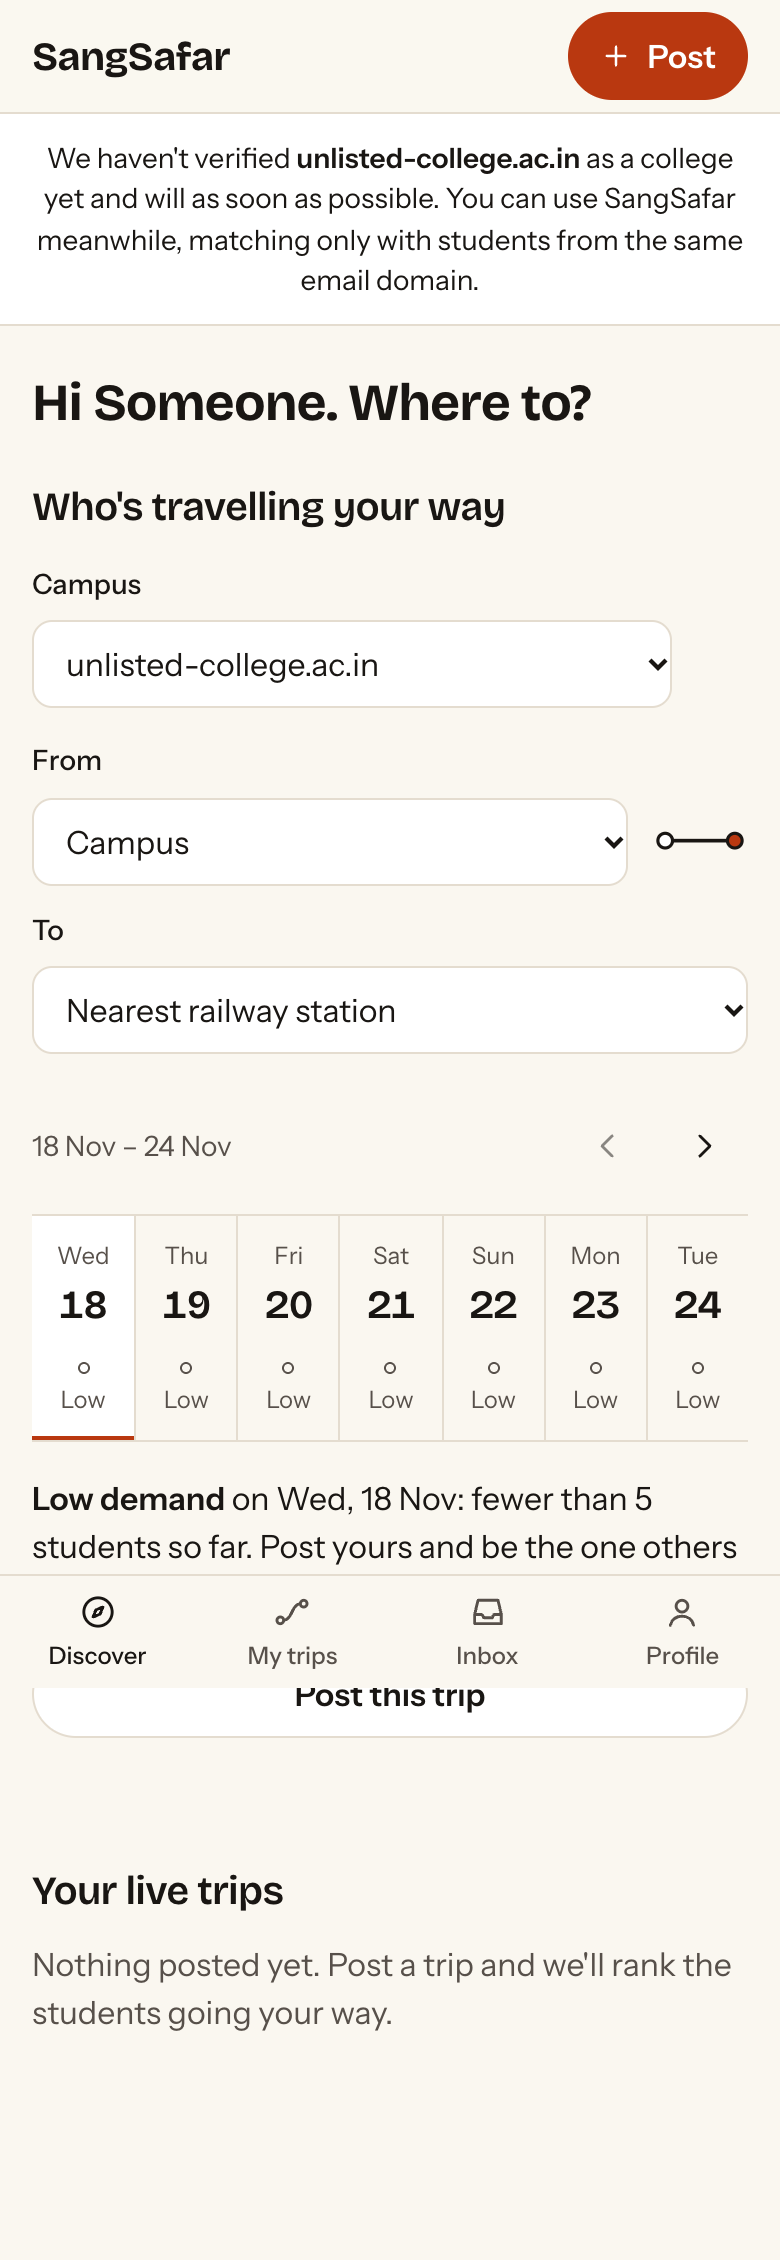 SangSafar
+ Post
We haven't verified unlisted-college.ac.in as a college
yet and will as soon as possible. You can use SangSafar
meanwhile, matching only with students from the same
email domain.
Hi Someone. Where to?
Who's travelling your way
Campus
unlisted-college.ac.in
From
Campus
To
Nearest railway station
18 Nov – 24 Nov
Wed Thu Fri Sat Sun Mon Tue
18 19 20 21 22 23 24
Low Low Low Low Low Low Low
Low demand on Wed, 18 Nov: fewer than 5
students so far. Post yours and be the one others
Discover My trips Inbox Profile
Post this trip
Your live trips
Nothing posted yet. Post a trip and we'll rank the
students going your way.